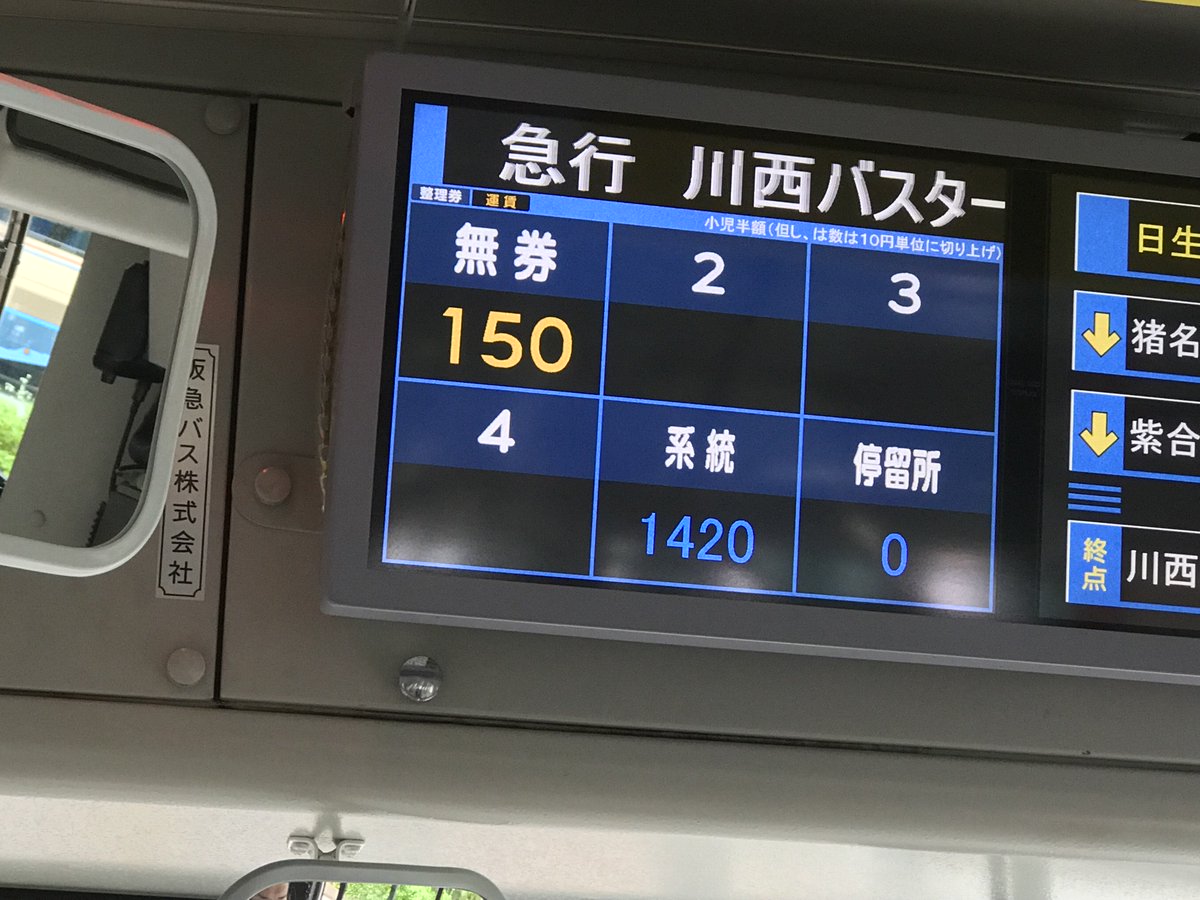 急行 川西バスター
整理券 運賃
小児半額(但し、は数は10円単位に切り上げ)
無券 2 3
150
4 系統 停留所
1420 0
日生
猪名
紫合
終点 川西
阪急バス株式会社